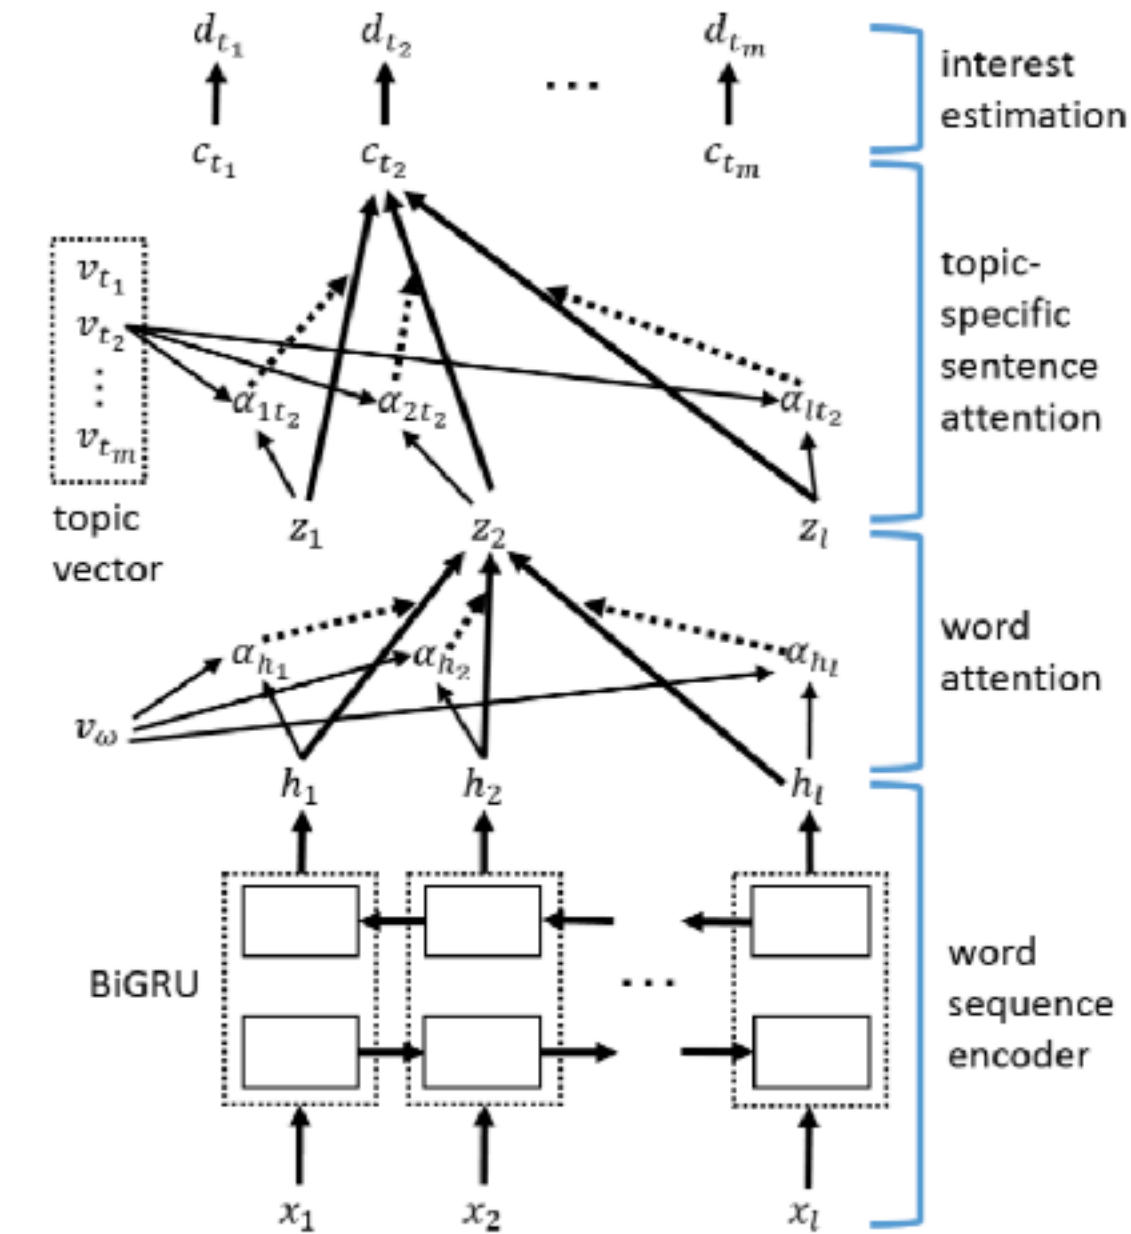 d_{t_1} d_{t_2} ... d_{t_m}
interest
estimation
c_{t_1} c_{t_2} c_{t_m}
v_{t_1}
v_{t_2}
⋮
v_{t_m}
topic
vector
α_{1t_2} α_{2t_2} α_{lt_2}
topic-
specific
sentence
attention
z_1 z_2 z_l
α_{h_1} α_{h_2} α_{h_l}
word
attention
v_ω
h_1 h_2 h_l
BiGRU
...
word
sequence
encoder
x_1 x_2 x_l